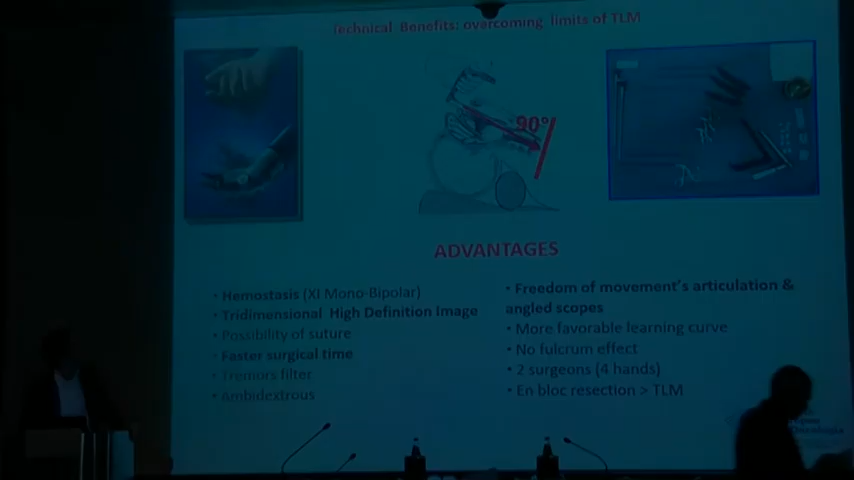 Technical Benefits: overcoming limits of TLM
90°
ADVANTAGES
• Hemostasis (XI Mono-Bipolar)
• Tridimensional High Definition Image
• Possibility of suture
• Faster surgical time
• Tremors filter
• Ambidextrous
• Freedom of movement's articulation &
angled scopes
• More favorable learning curve
• No fulcrum effect
• 2 surgeons (4 hands)
• En bloc resection > TLM